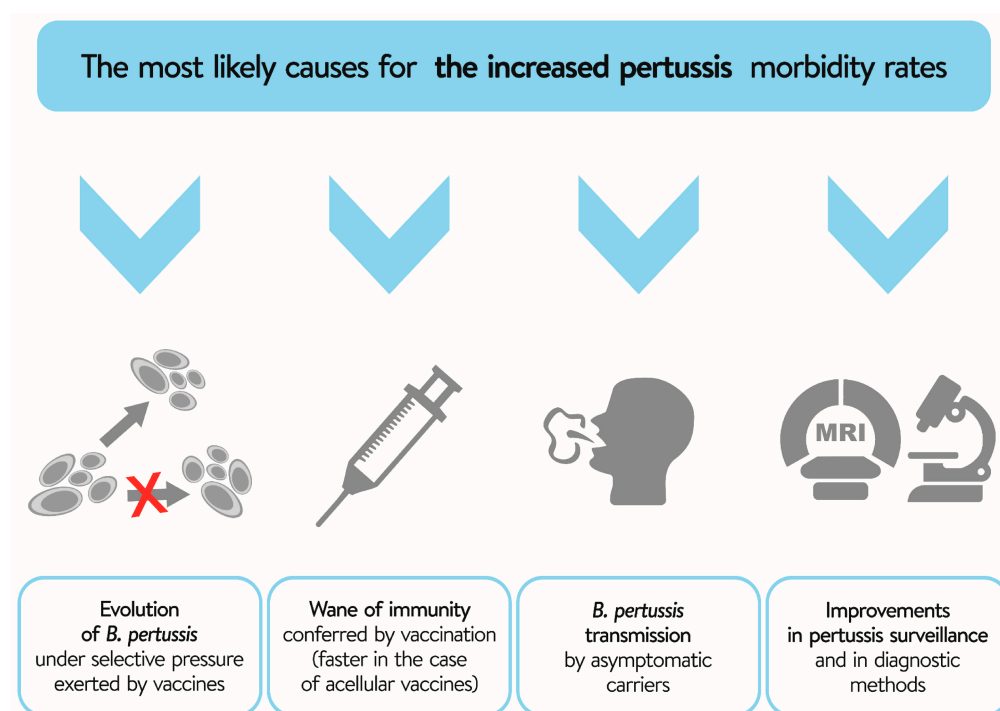 The most likely causes for the increased pertussis morbidity rates
MRI
X
Evolution
of B. pertussis
under selective pressure
exerted by vaccines
Wane of immunity
conferred by vaccination
(faster in the case
of acellular vaccines)
B. pertussis
transmission
by asymptomatic
carriers
Improvements
in pertussis surveillance
and in diagnostic
methods